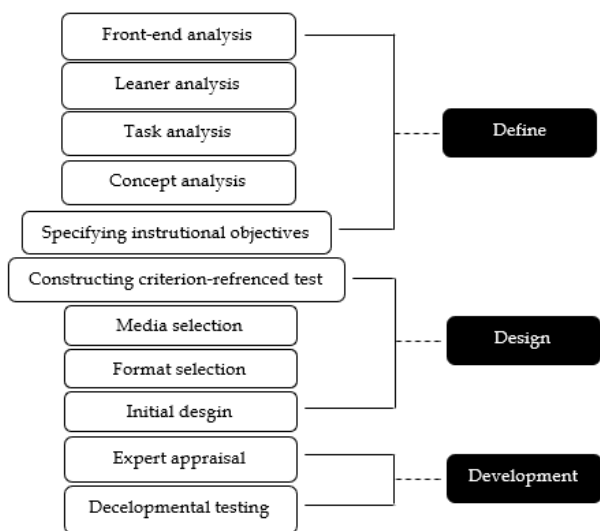 Front-end analysis
Leaner analysis
Task analysis
Define
Concept analysis
Specifying instrutional objectives
Constructing criterion-refrenced test
Media selection
Design
Format selection
Initial desgin
Expert appraisal
Development
Decelopmental testing